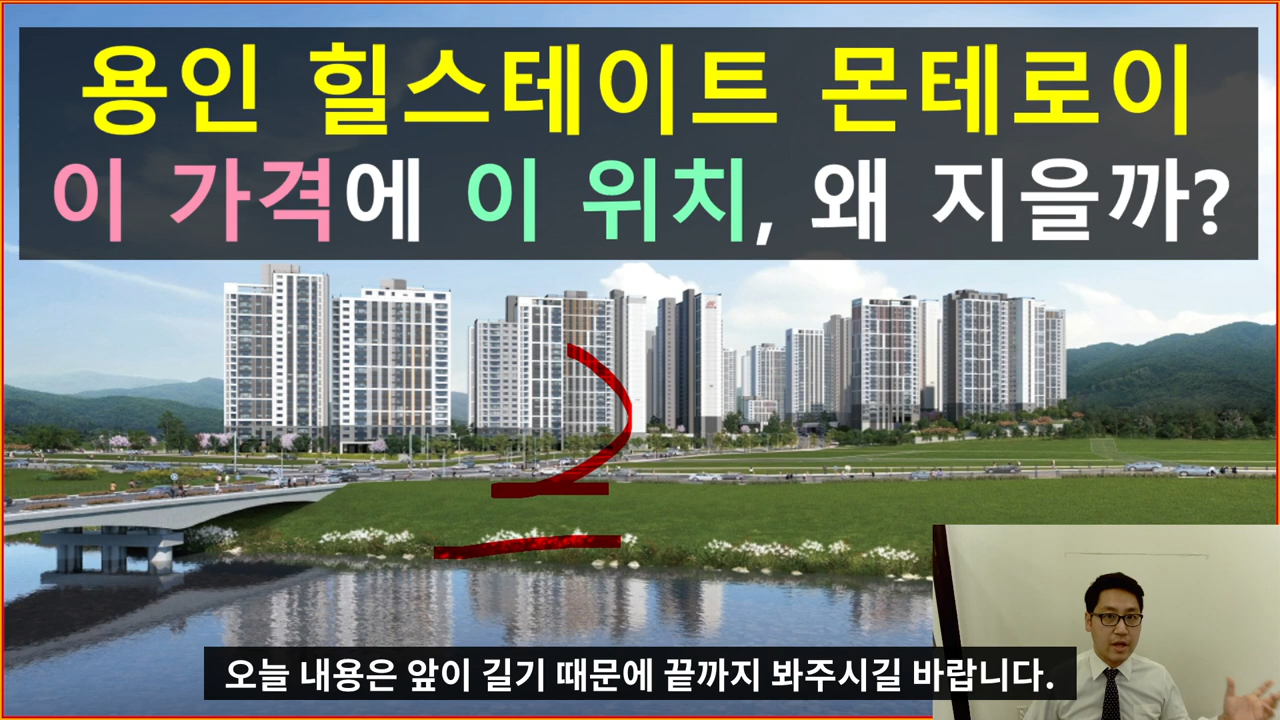 용인 힐스테이트 몬테로이
이 가격에 이 위치, 왜 지을까?
오늘 내용은 앞이 길기 때문에 끝까지 봐주시길 바랍니다.